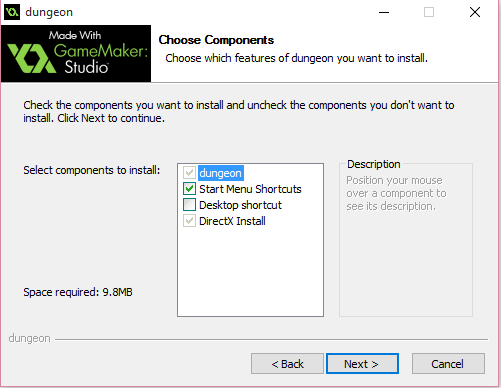 dungeon
Made With
GameMaker:
Studio
Choose Components
Choose which features of dungeon you want to install.
Check the components you want to install and uncheck the components you don't want to
install. Click Next to continue.
Select components to install:
dungeon
Start Menu Shortcuts
Desktop shortcut
DirectX Install
Description
Position your mouse
over a component to
see its description.
Space required: 9.8MB
dungeon
< Back
Next >
Cancel